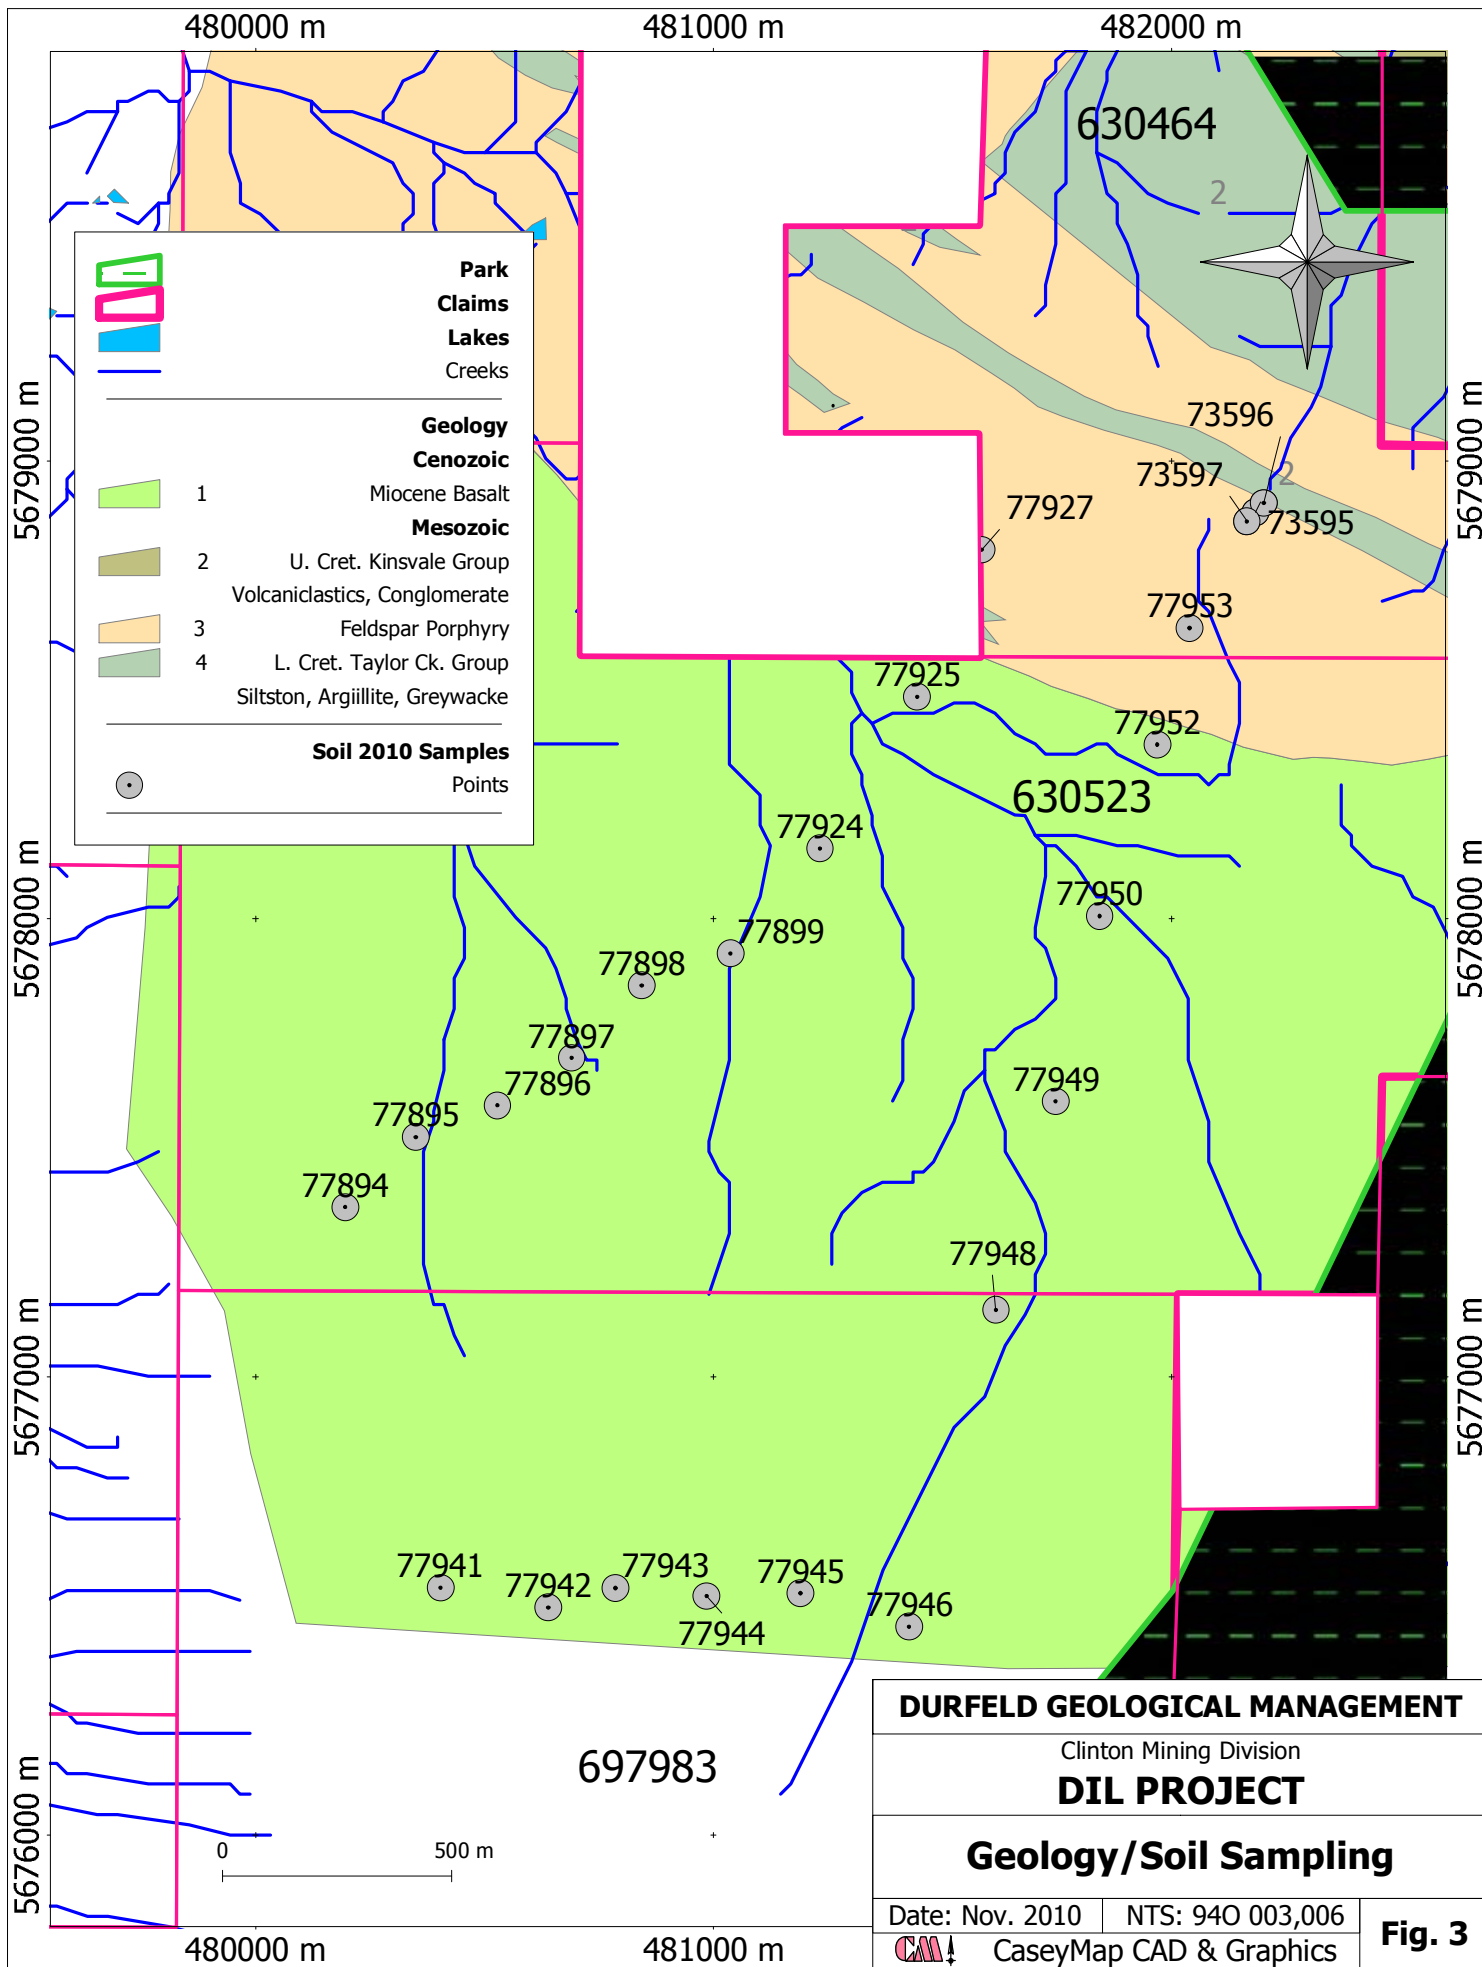 480000 m
481000 m
482000 m
630464
2
Park
Claims
Lakes
Creeks
Geology
Cenozoic
1 Miocene Basalt
Mesozoic
2 U. Cret. Kinsvale Group
Volcaniclastics, Conglomerate
3 Feldspar Porphyry
4 L. Cret. Taylor Ck. Group
Siltston, Argiillite, Greywacke
Soil 2010 Samples
Points
5679000 m
5679000 m
73596
73597
2
77927
73595
77953
77925
77952
630523
77924
77950
77899
77898
5678000 m
5678000 m
77897
77896
77949
77895
77894
77948
5677000 m
5677000 m
77941
77942
77943
77944
77945
77946
697983
5676000 m
0 500 m
480000 m
481000 m
DURFELD GEOLOGICAL MANAGEMENT
Clinton Mining Division
DIL PROJECT
Geology/Soil Sampling
Date: Nov. 2010
NTS: 94O 003,006
CaseyMap CAD & Graphics
Fig. 3